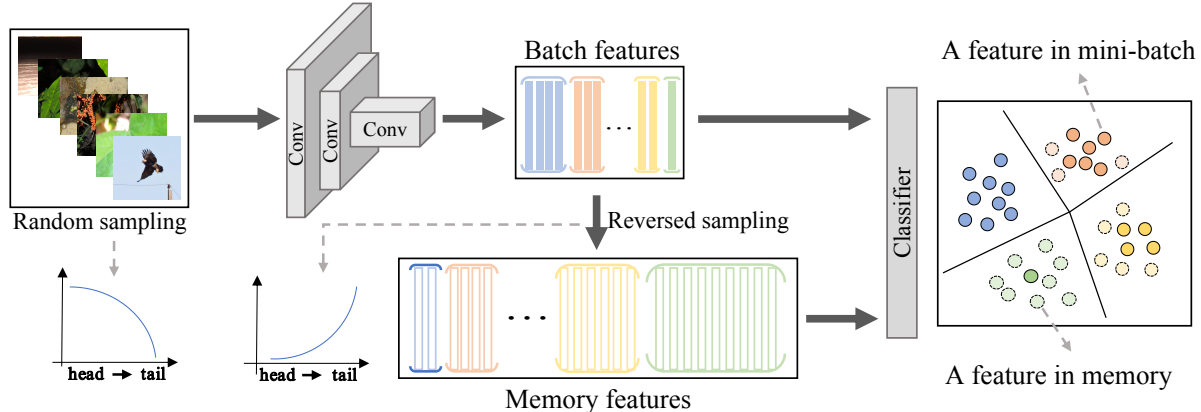 Batch features
A feature in mini-batch
Conv
Conv
Conv
...
Random sampling
Reversed sampling
Classifier
head → tail
head → tail
...
Memory features
A feature in memory